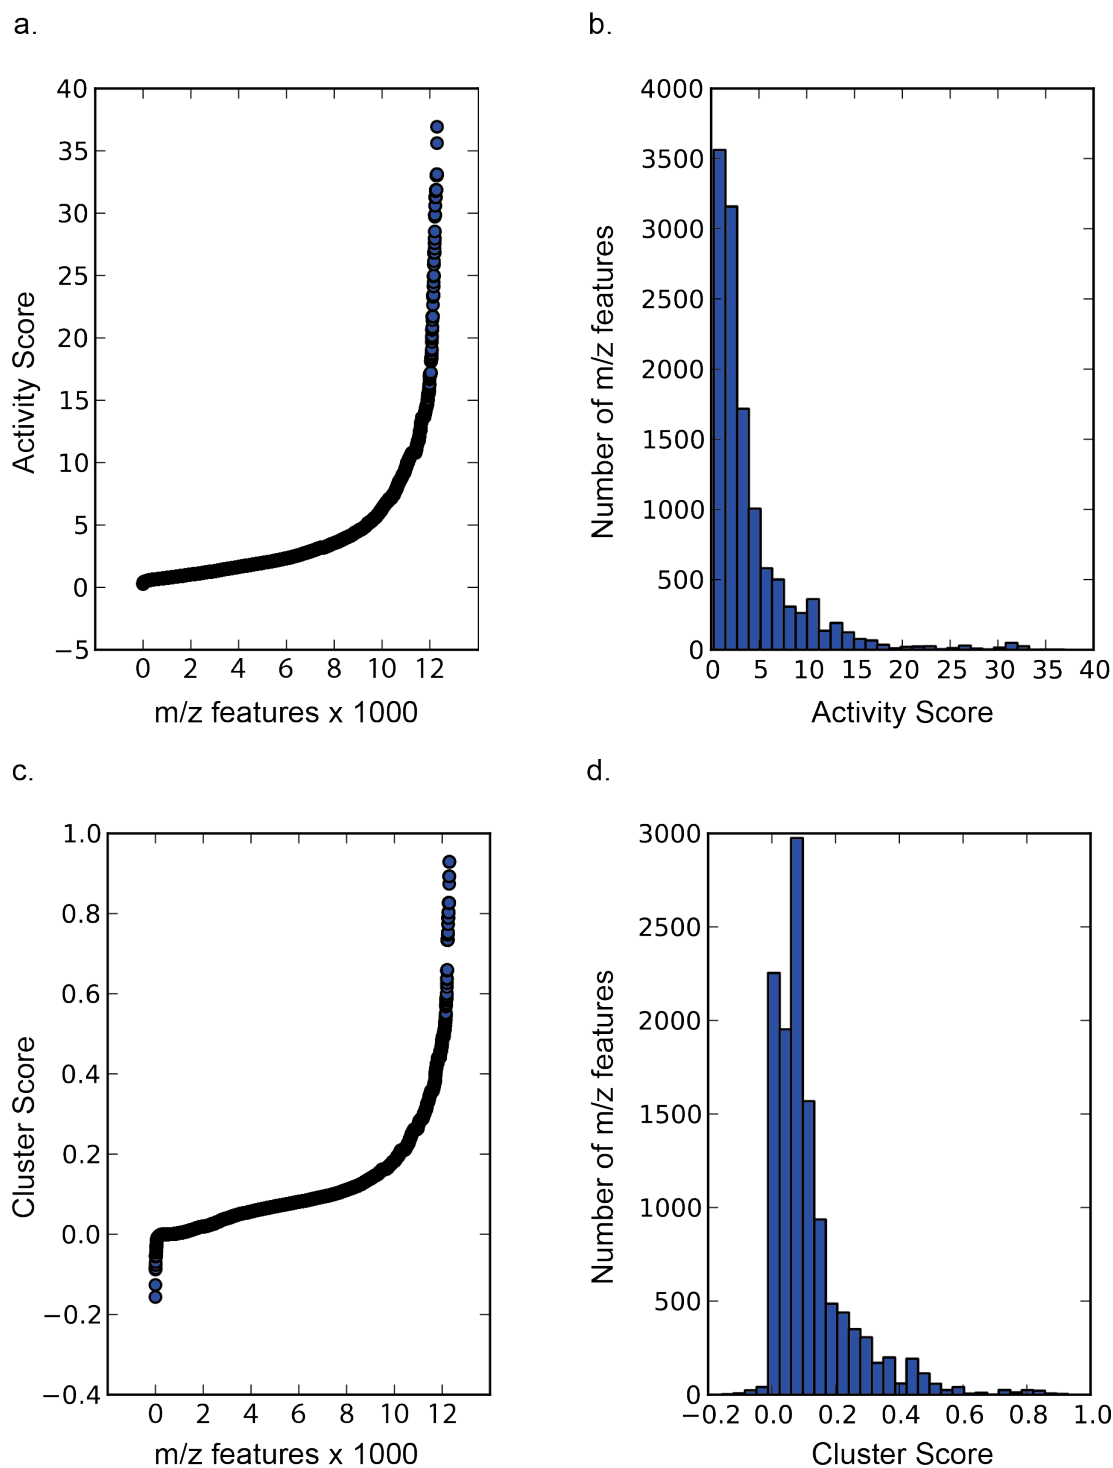 a.
40
35
30
25
20
15
10
5
0
−5
0 2 4 6 8 10 12
Activity Score
m/z features x 1000
b.
4000
3500
3000
2500
2000
1500
1000
500
0
0 5 10 15 20 25 30 35 40
Number of m/z features
Activity Score
c.
1.0
0.8
0.6
0.4
0.2
0.0
−0.2
−0.4
0 2 4 6 8 10 12
Cluster Score
m/z features x 1000
d.
3000
2500
2000
1500
1000
500
0
−0.2 0.0 0.2 0.4 0.6 0.8 1.0
Number of m/z features
Cluster Score